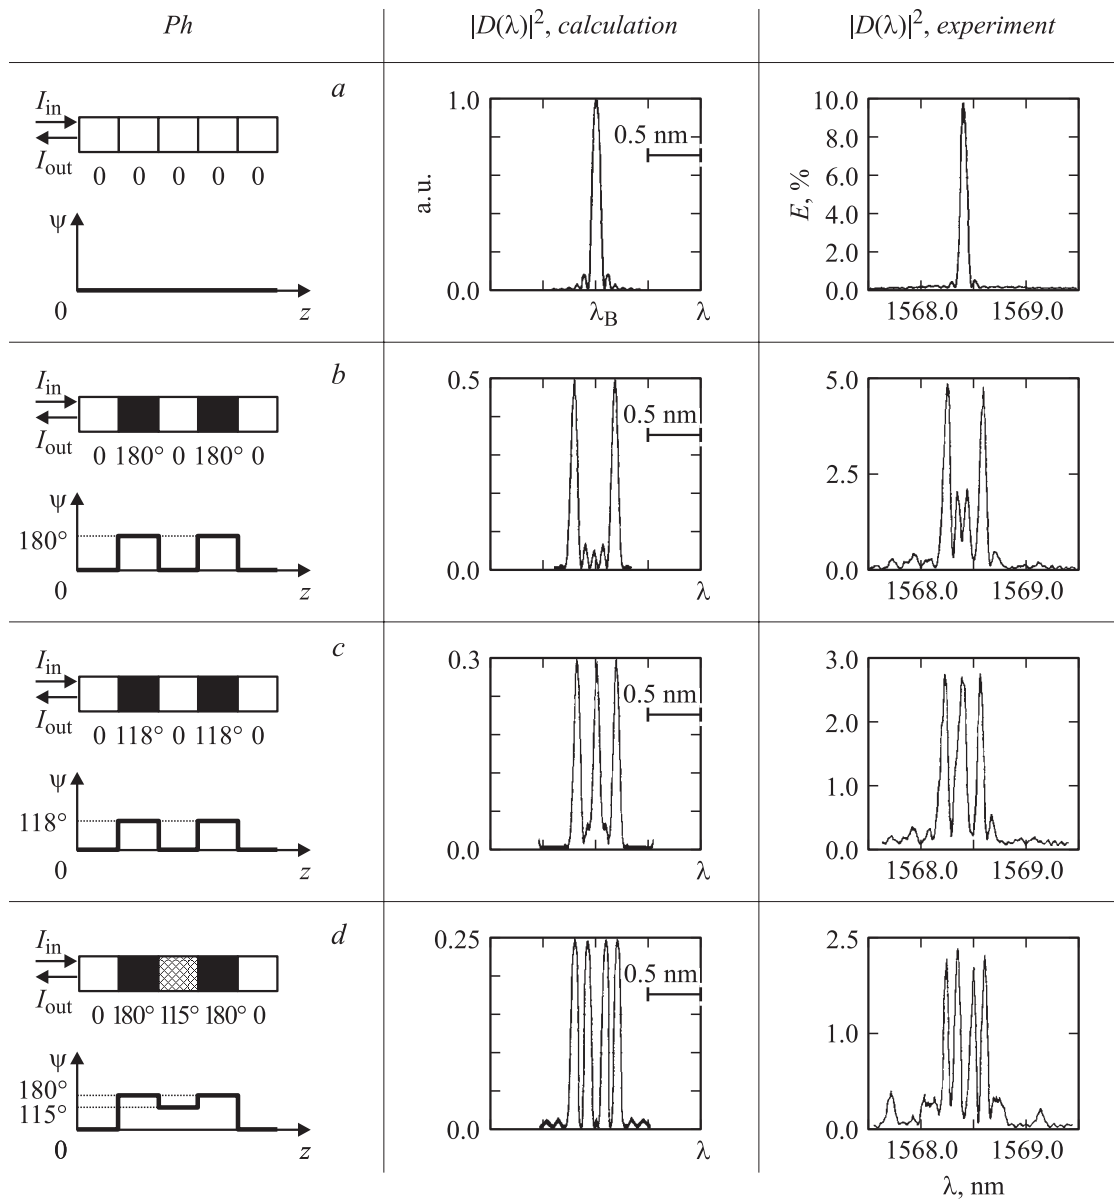 Ph |D(λ)|², calculation |D(λ)|², experiment
a
I_in
I_out
0 0 0 0 0
ψ
0 z
1.0
0.5 nm
a.u.
0.0
λ_B λ
10.0
8.0
6.0
E, %
4.0
2.0
0.0
1568.0 1569.0
b
I_in
I_out
0 180° 0 180° 0
ψ
180°
0 z
0.5
0.5 nm
0.0
λ
5.0
2.5
0.0
1568.0 1569.0
c
I_in
I_out
0 118° 0 118° 0
ψ
118°
0 z
0.3
0.5 nm
0.0
λ
3.0
2.0
1.0
0.0
1568.0 1569.0
d
I_in
I_out
0 180° 115° 180° 0
ψ
180°
115°
0 z
0.25
0.5 nm
0.0
λ
2.5
1.0
0.0
1568.0 1569.0
λ, nm